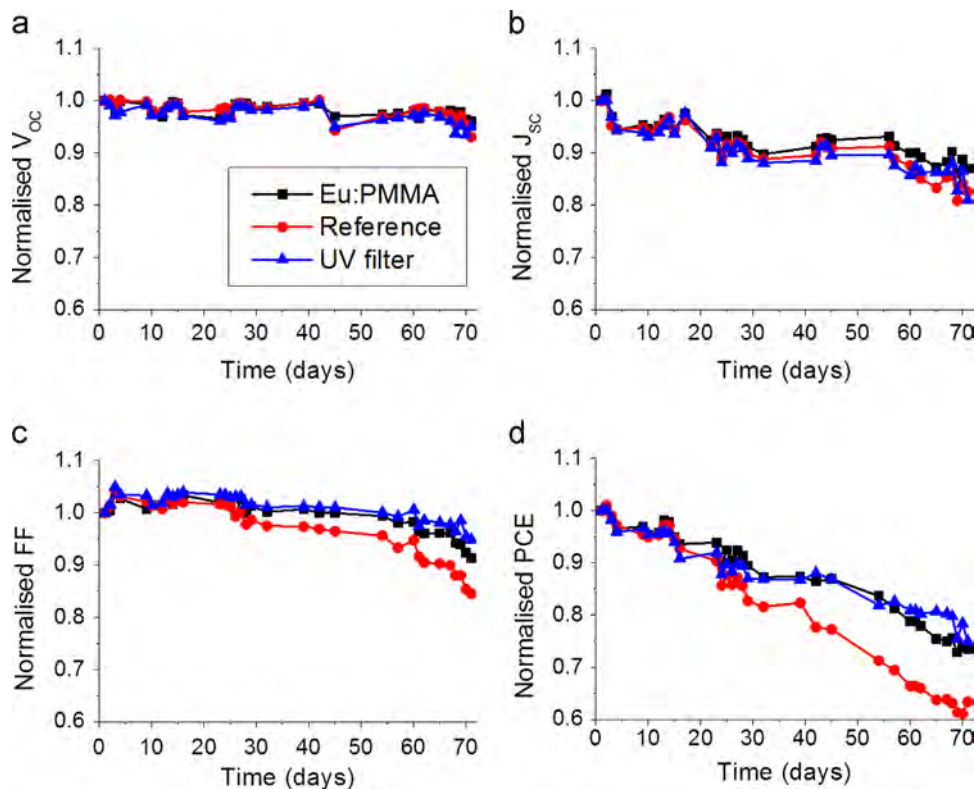 a
1.1
1.0
0.9
0.8
0.7
0.6
Normalised V_OC
Eu:PMMA
Reference
UV filter
0 10 20 30 40 50 60 70
Time (days)
b
1.1
1.0
0.9
0.8
0.7
0.6
Normalised J_SC
0 10 20 30 40 50 60 70
Time (days)
c
1.1
1.0
0.9
0.8
0.7
0.6
Normalised FF
0 10 20 30 40 50 60 70
Time (days)
d
1.1
1.0
0.9
0.8
0.7
0.6
Normalised PCE
0 10 20 30 40 50 60 70
Time (days)